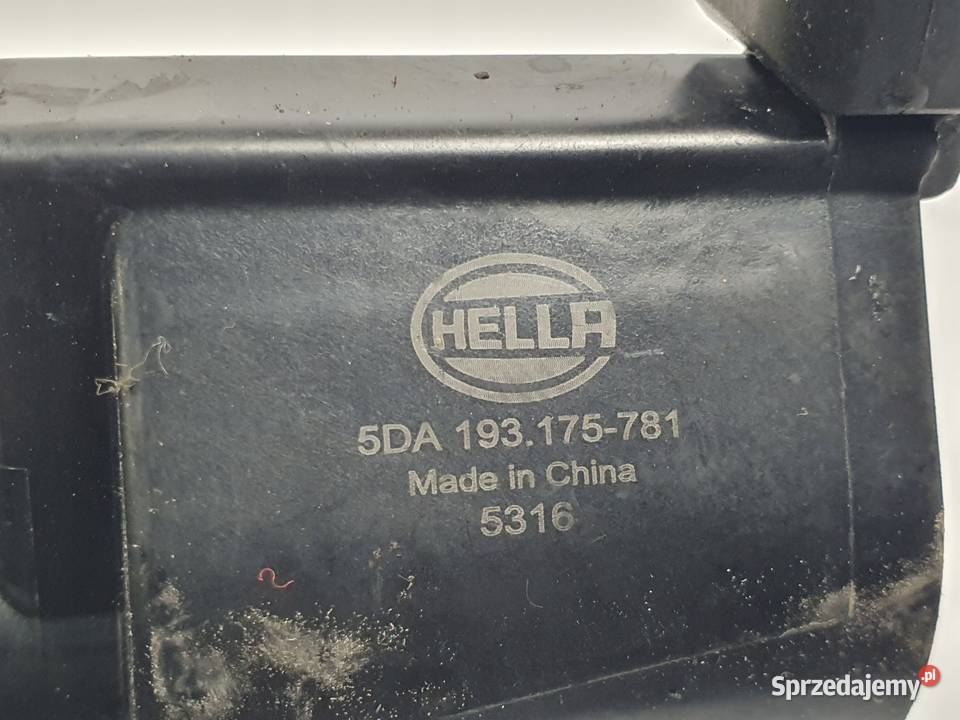 HELLA
5DA 193.175-781
Made in China
5316
Sprzedajemy.pl